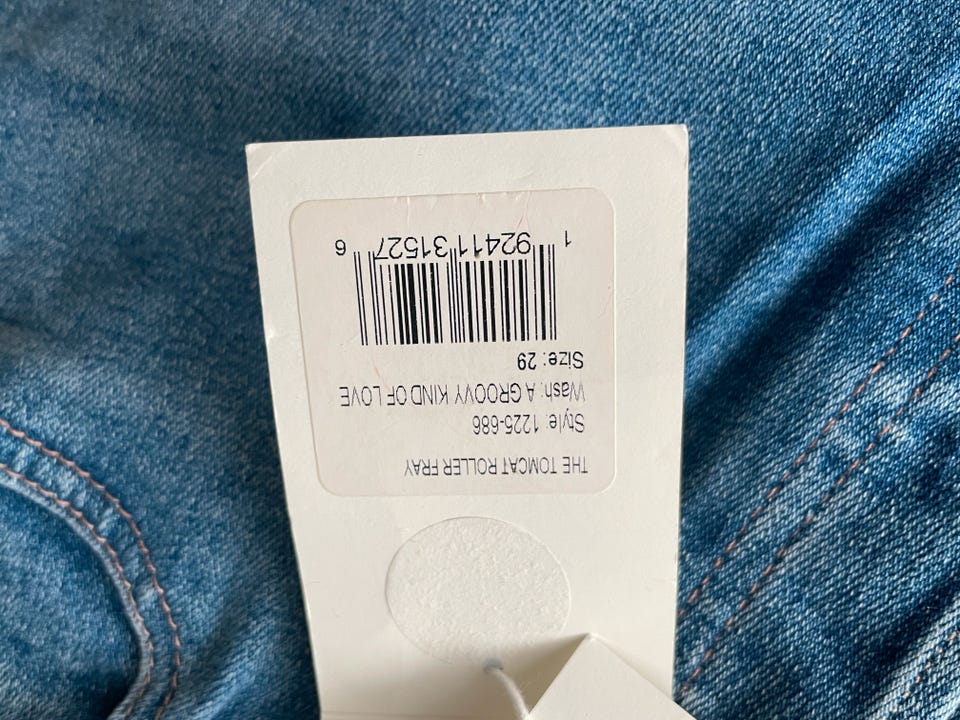 THE TOMCAT ROLLER FRAY
Style: 1225-686
Wash: A GROOVY KIND OF LOVE
Size: 29
1 92411 31527 6